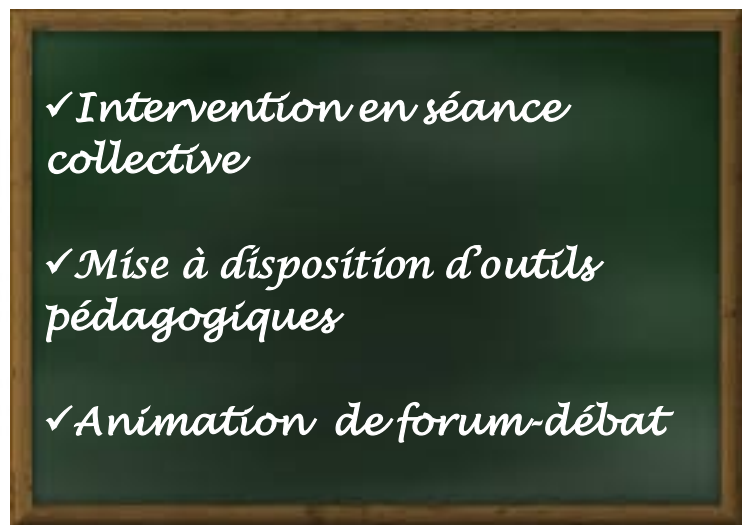 ✓Intervention en séance
collective
✓Mise à disposition d'outils
pédagogiques
✓Animation de forum-débat